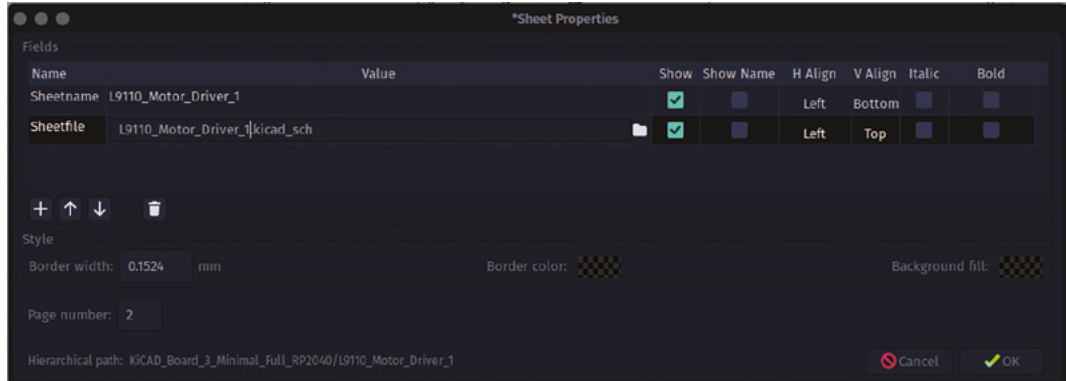 *Sheet Properties
Fields
Name Value Show Show Name H Align V Align Italic Bold
Sheetname L9110_Motor_Driver_1 Left Bottom
Sheetfile L9110_Motor_Driver_1.kicad_sch Left Top
Style
Border width: 0.1524 mm Border color: Background fill:
Page number: 2
Hierarchical path: KiCAD_Board_3_Minimal_Full_RP2040/L9110_Motor_Driver_1 Cancel OK